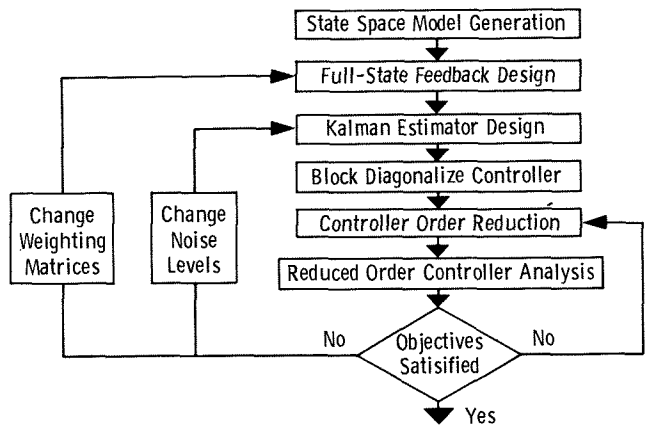 State Space Model Generation
Full-State Feedback Design
Kalman Estimator Design
Block Diagonalize Controller
Controller Order Reduction
Reduced Order Controller Analysis
Change
Weighting
Matrices
Change
Noise
Levels
No
Objectives
Satisified
No
Yes